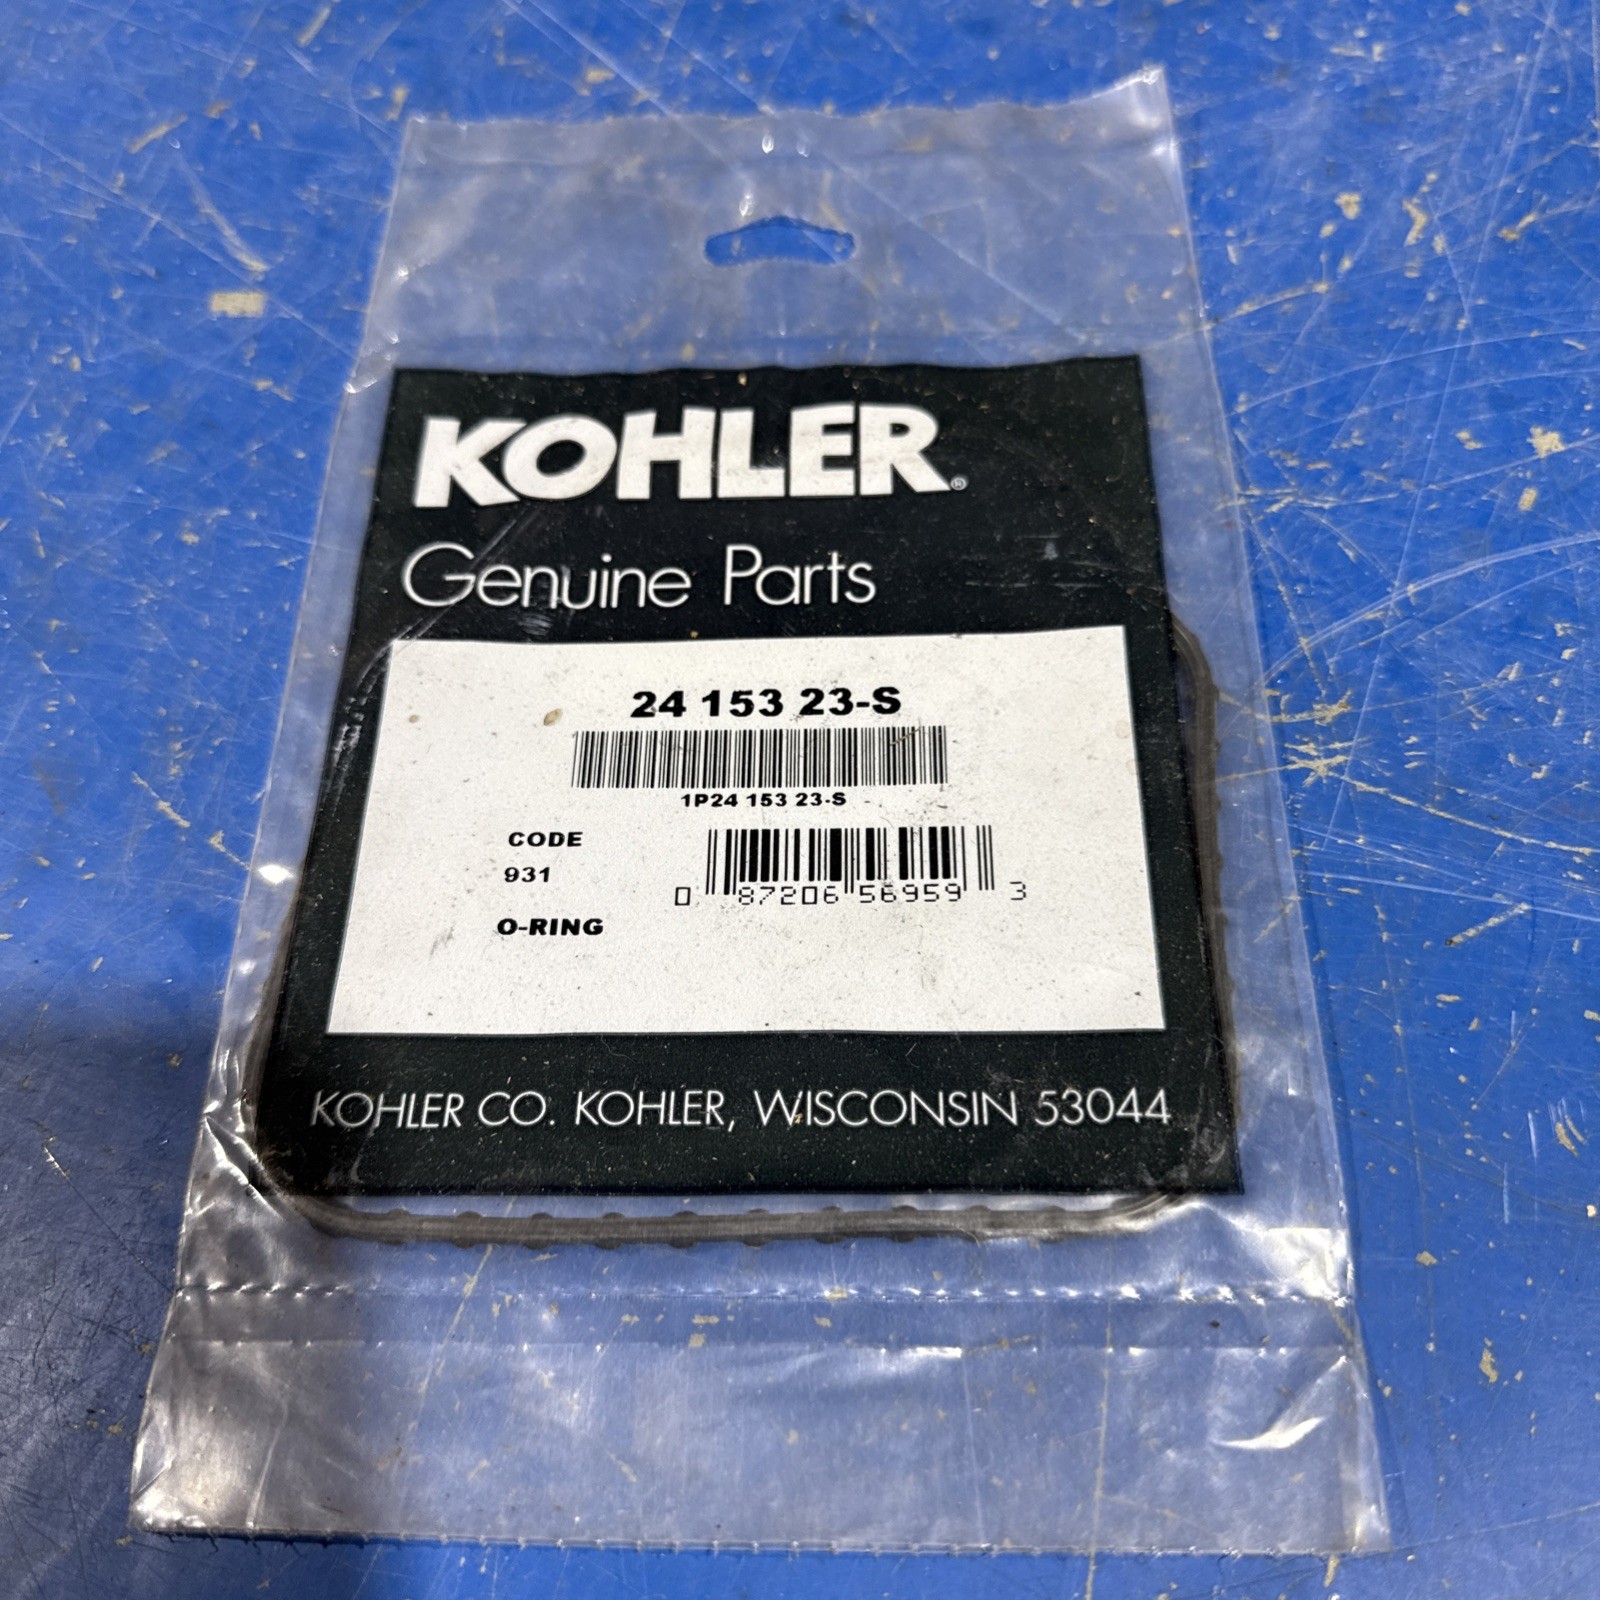 KOHLER®
Genuine Parts
24 153 23-S
1P24 153 23-S
CODE
931
0 87206 56959 3
O-RING
KOHLER CO. KOHLER, WISCONSIN 53044